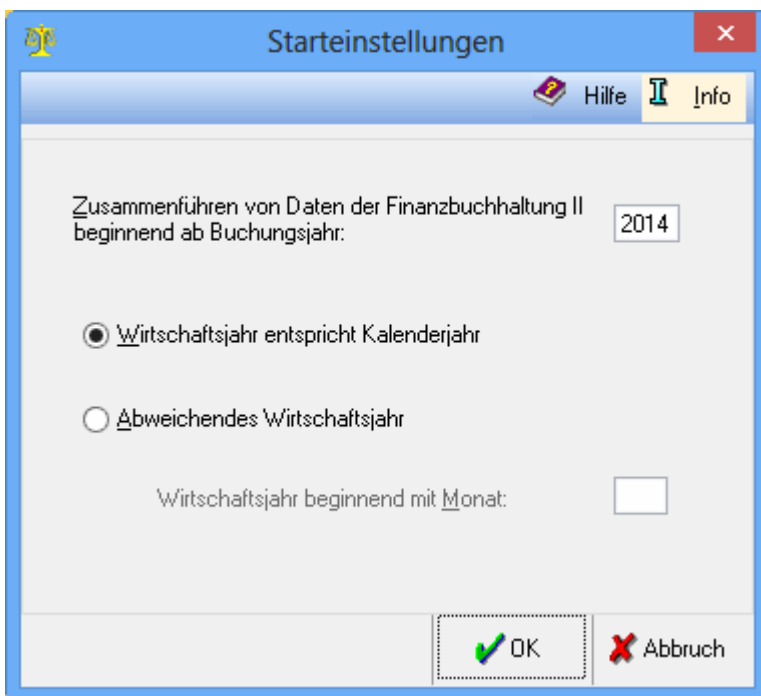 Starteinstellungen
Hilfe
Info
Zusammenführen von Daten der Finanzbuchhaltung II
beginnend ab Buchungsjahr:
2014
Wirtschaftsjahr entspricht Kalenderjahr
Abweichendes Wirtschaftsjahr
Wirtschaftsjahr beginnend mit Monat:
OK
Abbruch